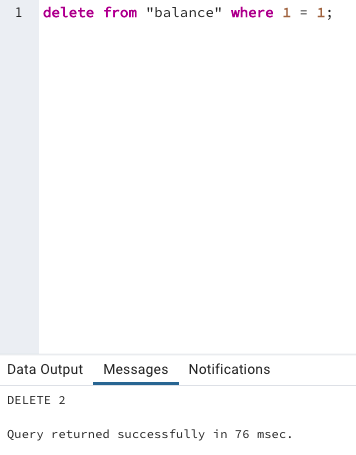 1 delete from "balance" where 1 = 1;
Data Output Messages Notifications
DELETE 2
Query returned successfully in 76 msec.